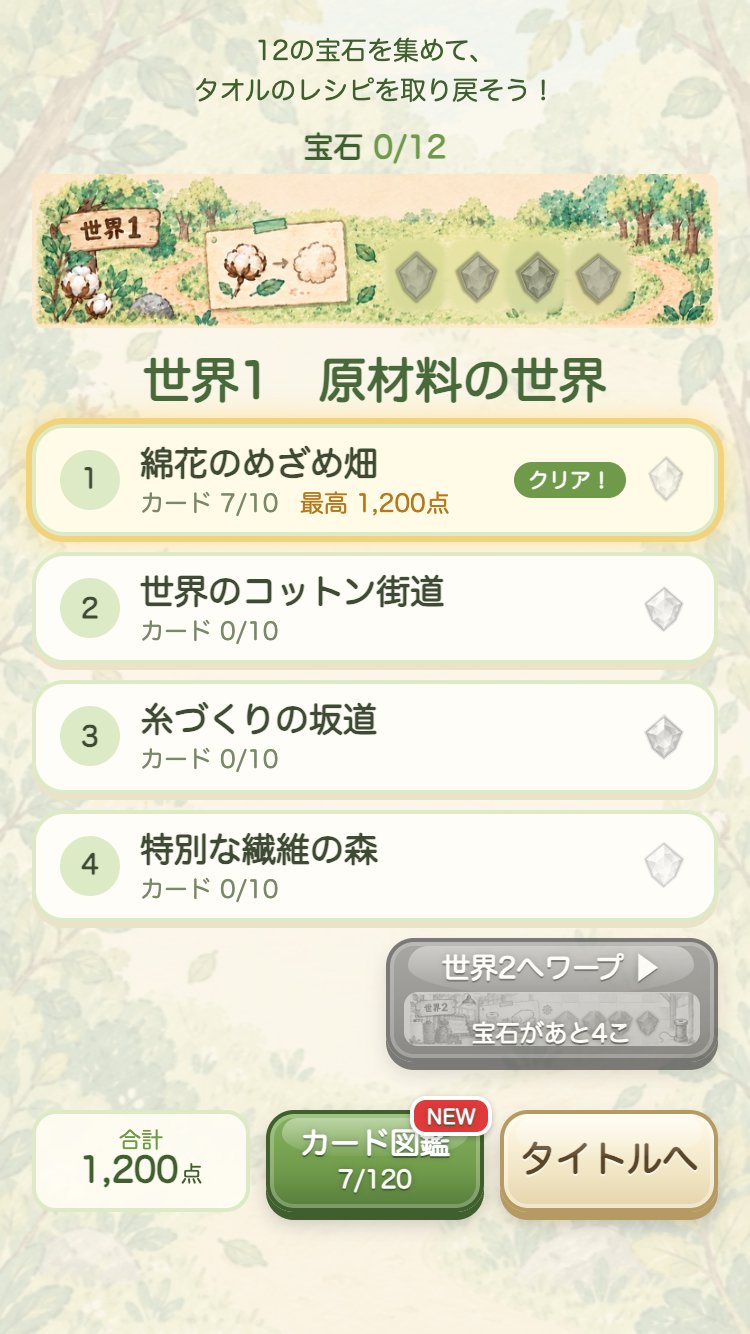 12の宝石を集めて、
タオルのレシピを取り戻そう！
宝石 0/12
世界1
世界1　原材料の世界
1
綿花のめざめ畑
カード 7/10　最高 1,200点
クリア！
2
世界のコットン街道
カード 0/10
3
糸づくりの坂道
カード 0/10
4
特別な繊維の森
カード 0/10
世界2へワープ ▶
世界2
宝石があと4こ
合計
1,200点
NEW
カード図鑑
7/120
タイトルへ